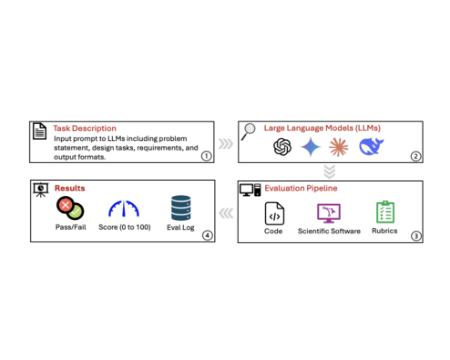 Task Description
Input prompt to LLMs including problem
statement, design tasks, requirements, and
output formats.
1
Large Language Models (LLMs)
2
Evaluation Pipeline
Code
Scientific Software
Rubrics
3
Results
Pass/Fail
Score (0 to 100)
Eval Log
4